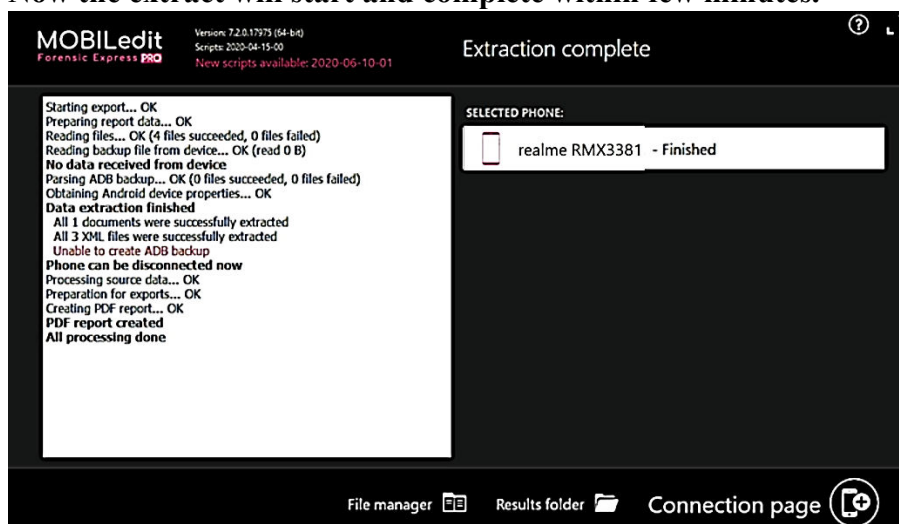 Now the extract will start and complete within few minutes.
MOBILedit
Forensic Express PRO
Version: 7.2.0.17975 (64-bit)
Scripts: 2020-04-15-00
New scripts available: 2020-06-10-01
Extraction complete
?
Starting export... OK
Preparing report data... OK
Reading files... OK (4 files succeeded, 0 files failed)
Reading backup file from device... OK (read 0 B)
No data received from device
Parsing ADB backup... OK (0 files succeeded, 0 files failed)
Obtaining Android device properties... OK
Data extraction finished
All 1 documents were successfully extracted
All 3 XML files were successfully extracted
Unable to create ADB backup
Phone can be disconnected now
Processing source data... OK
Preparation for exports... OK
Creating PDF report... OK
PDF report created
All processing done
SELECTED PHONE:
realme RMX3381 - Finished
File manager
Results folder
Connection page